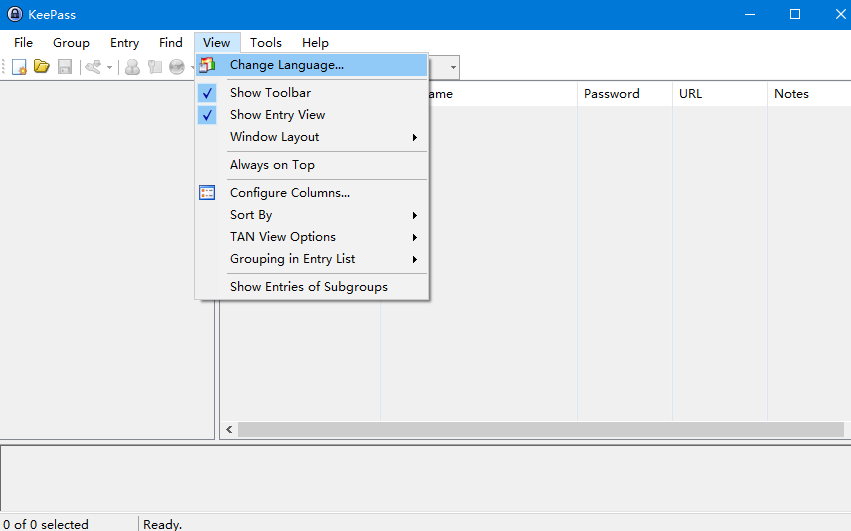 KeePass
File Group Entry Find View Tools Help
Change Language...
ame Password URL Notes
Show Toolbar
Show Entry View
Window Layout
Always on Top
Configure Columns...
Sort By
TAN View Options
Grouping in Entry List
Show Entries of Subgroups
0 of 0 selected Ready.